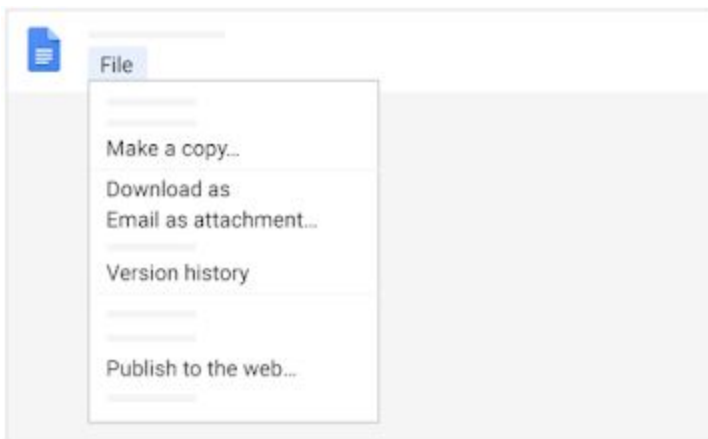 File
Make a copy...
Download as
Email as attachment...
Version history
Publish to the web...